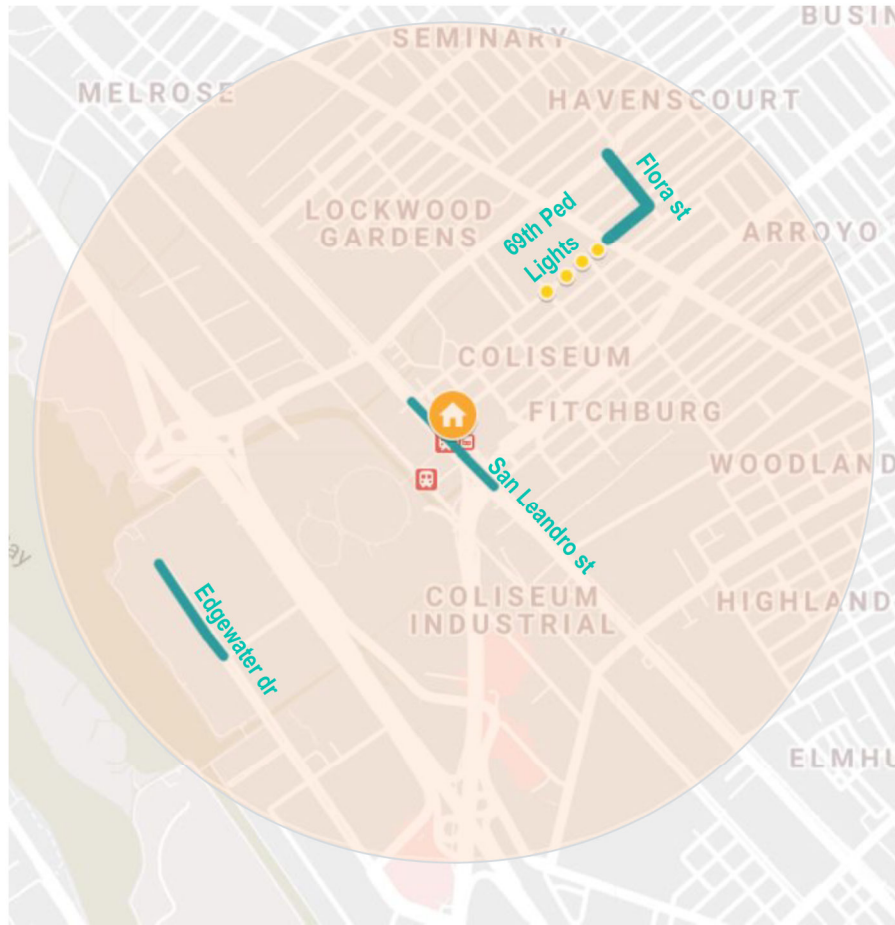 BUSIN
SEMINARY
MELROSE
HAVENSCOURT
Flora st
69th Ped
Lights
LOCKWOOD
GARDENS
ARROYO
COLISEUM
FITCHBURG
WOODLAND
San Leandro st
ay
Edgewater dr
COLISEUM
INDUSTRIAL
HIGHLAND
ELMHU